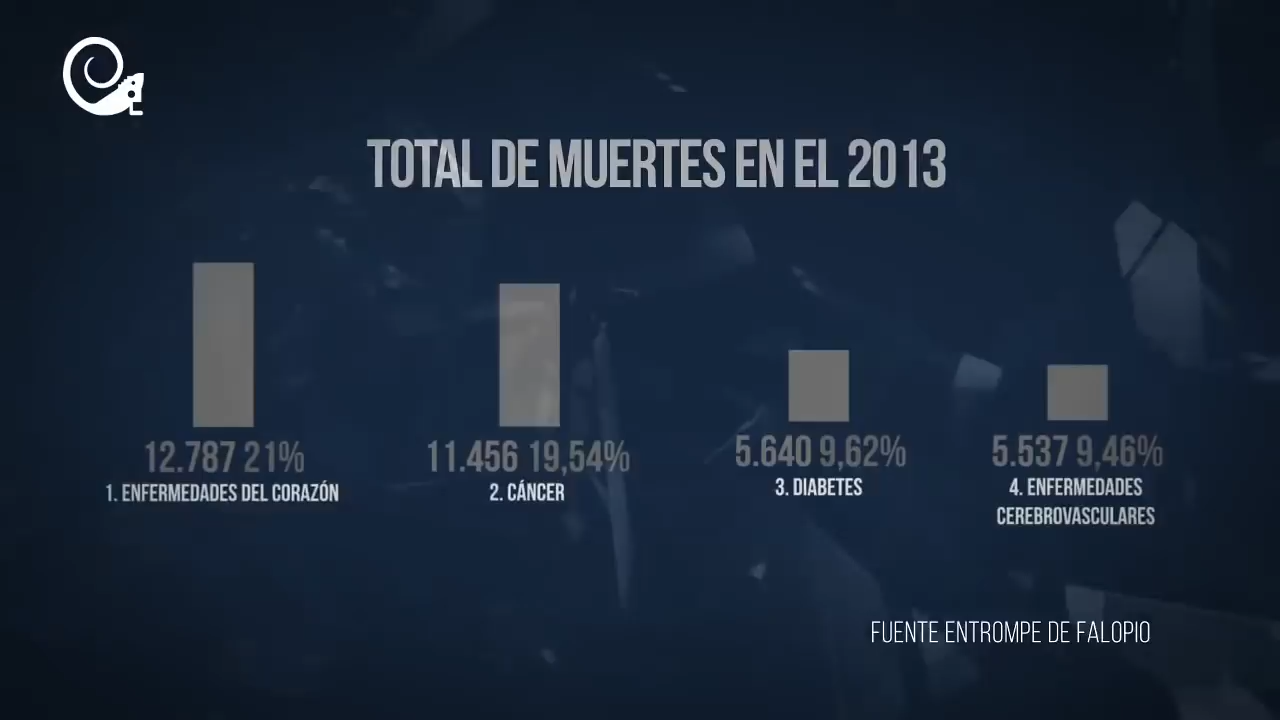 TOTAL DE MUERTES EN EL 2013
12.787 21%
1. ENFERMEDADES DEL CORAZÓN
11.456 19,54%
2. CÁNCER
5.640 9,62%
3. DIABETES
5.537 9,46%
4. ENFERMEDADES
CEREBROVASCULARES
FUENTE ENTROMPE DE FALOPIO